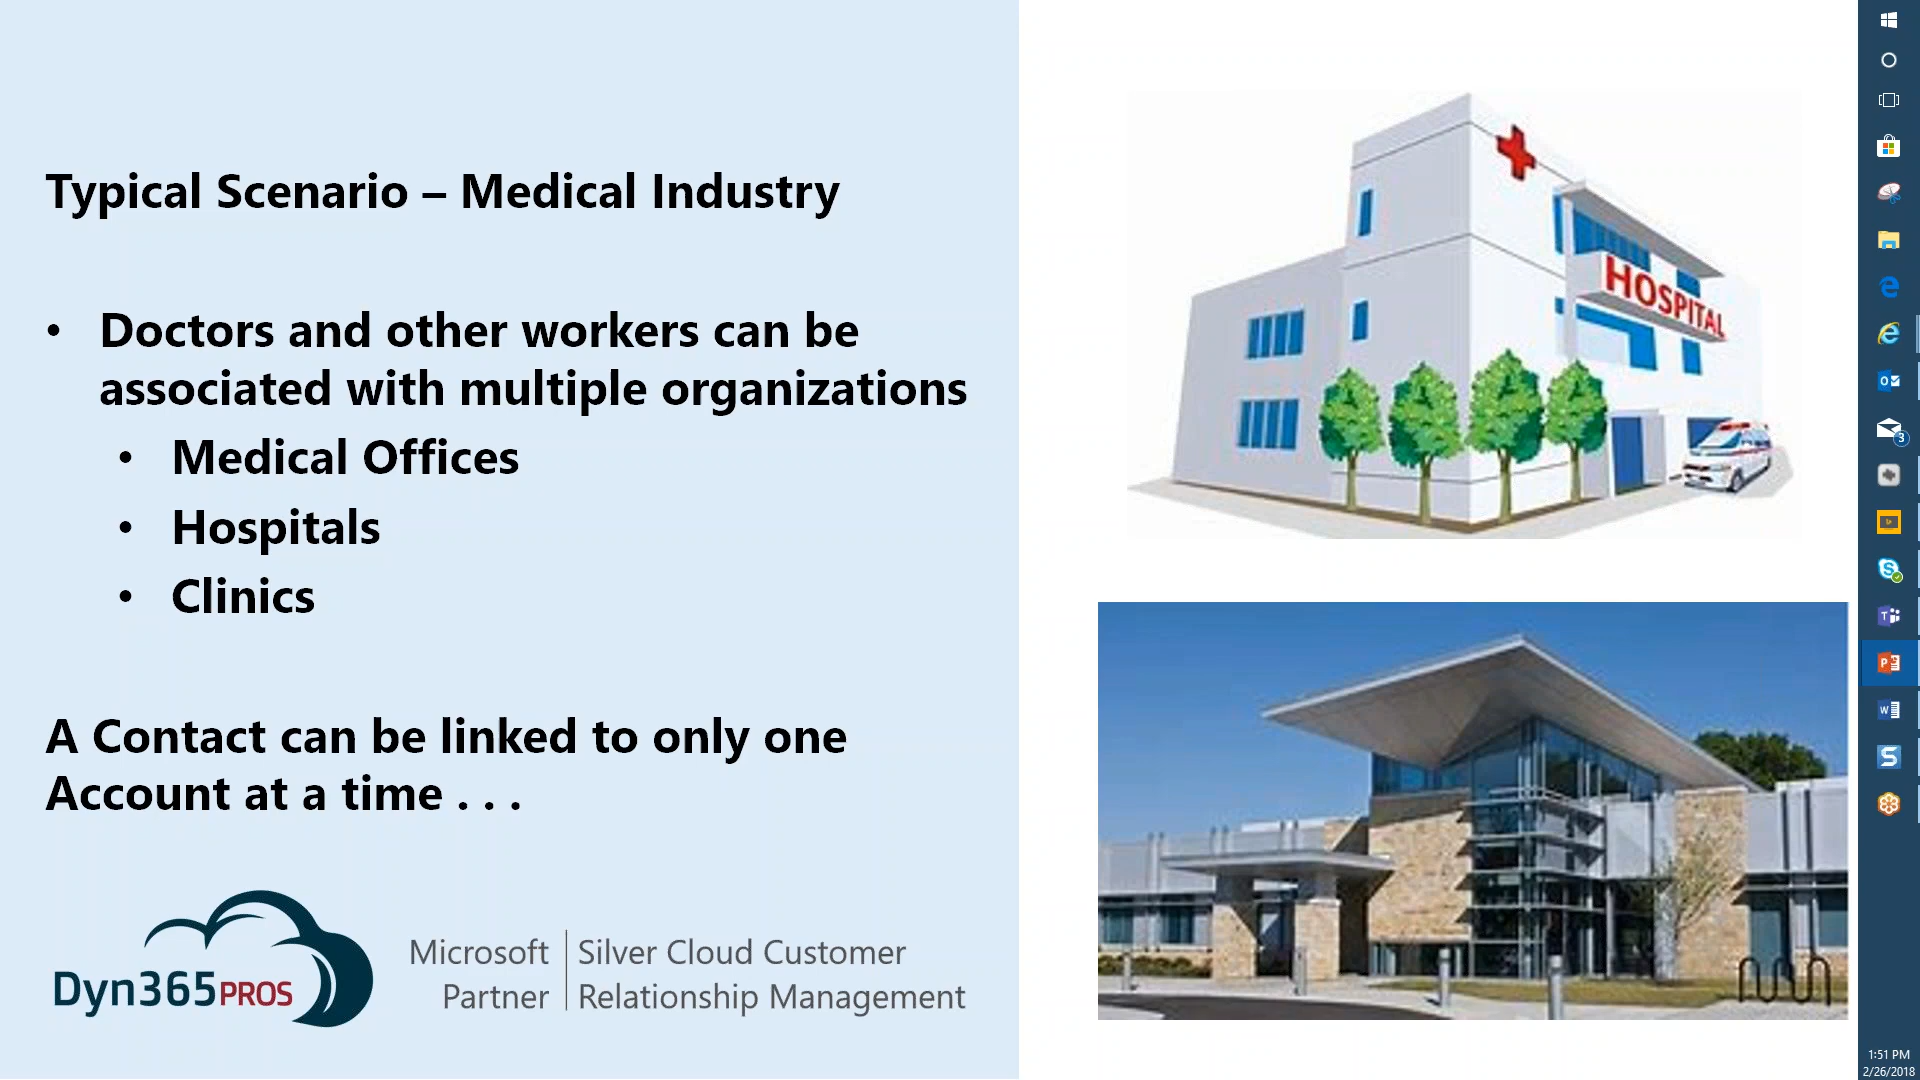 Typical Scenario – Medical Industry
• Doctors and other workers can be
associated with multiple organizations
• Medical Offices
• Hospitals
• Clinics
A Contact can be linked to only one
Account at a time . . .
Dyn365PROS
Microsoft
Partner
Silver Cloud Customer
Relationship Management
HOSPITAL
3
1:51 PM
2/26/2018